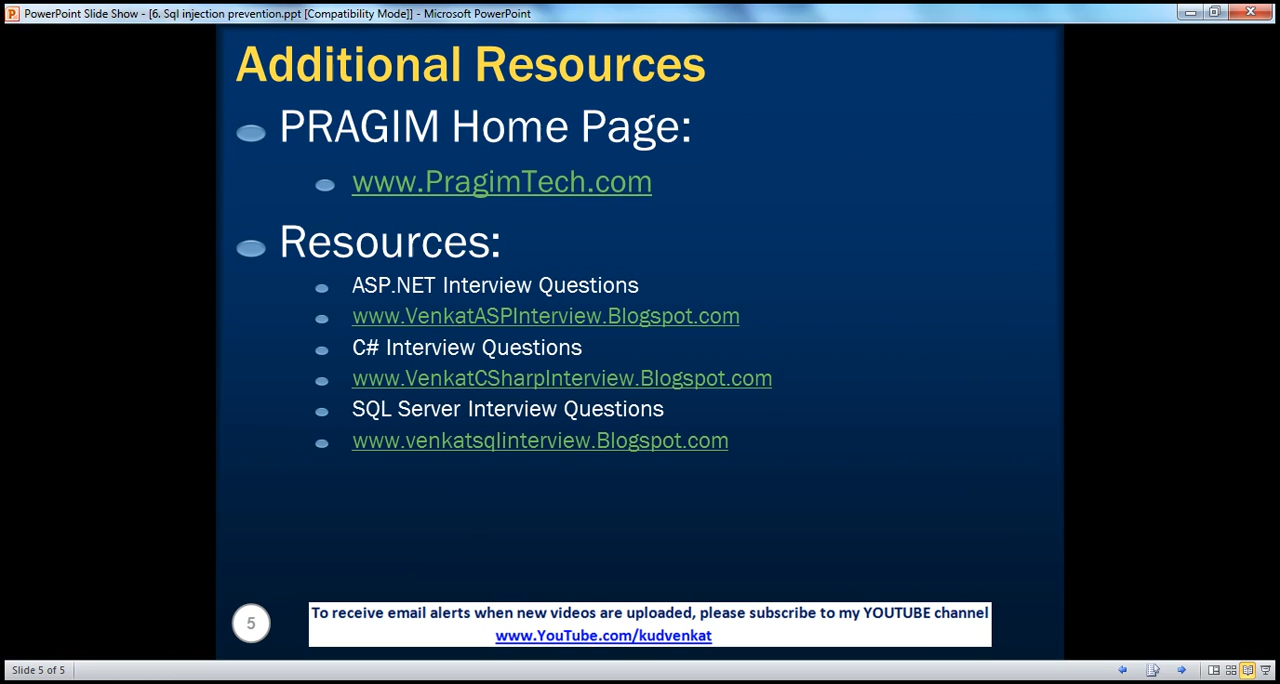 PowerPoint Slide Show - [6. Sql injection prevention.ppt [Compatibility Mode]] - Microsoft PowerPoint
Additional Resources
PRAGIM Home Page:
www.PragimTech.com
Resources:
ASP.NET Interview Questions
www.VenkatASPInterview.Blogspot.com
C# Interview Questions
www.VenkatCSharpInterview.Blogspot.com
SQL Server Interview Questions
www.venkatsqlinterview.Blogspot.com
5
To receive email alerts when new videos are uploaded, please subscribe to my YOUTUBE channel
www.YouTube.com/kudvenkat
Slide 5 of 5